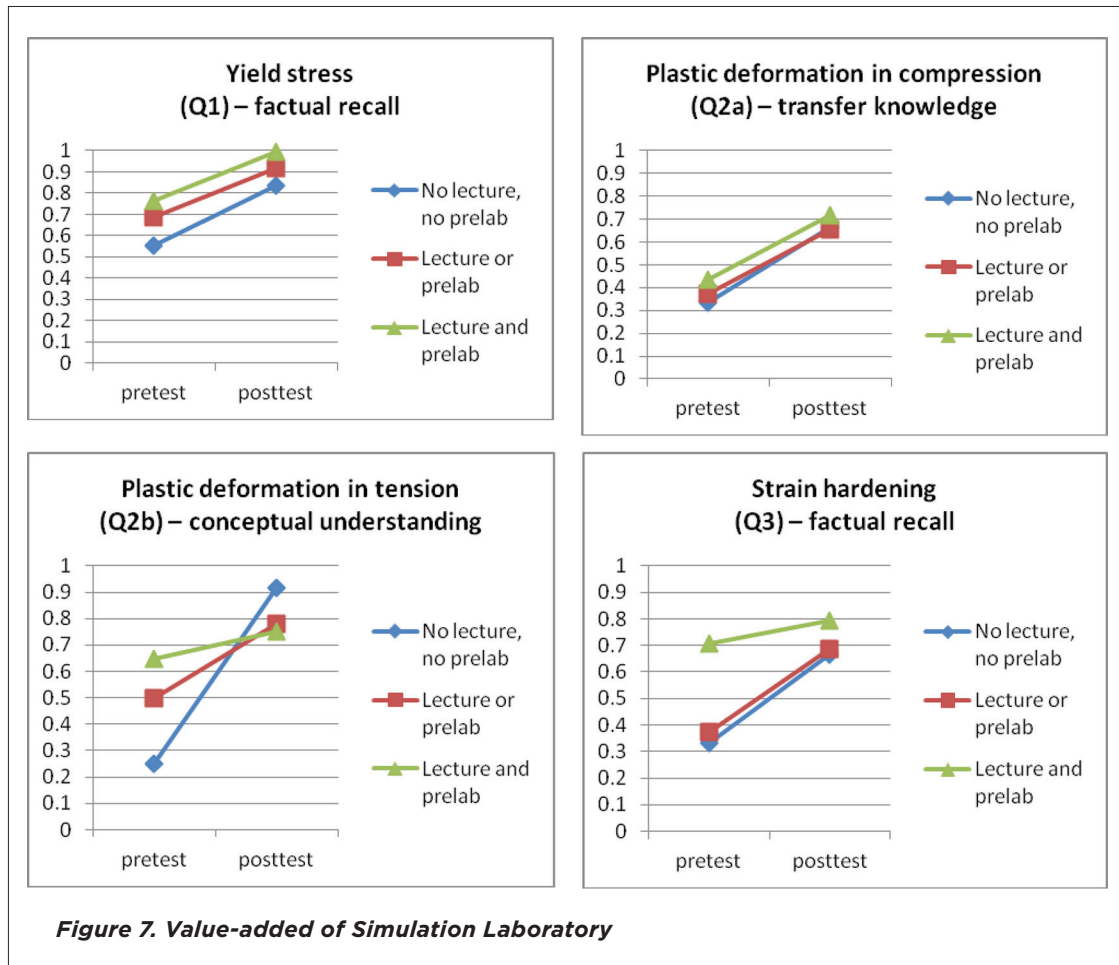 Yield stress
(Q1) – factual recall
1
0.9
0.8
0.7
0.6
0.5
0.4
0.3
0.2
0.1
0
pretest
posttest
No lecture,
no prelab
Lecture or
prelab
Lecture and
prelab
Plastic deformation in compression
(Q2a) – transfer knowledge
1
0.9
0.8
0.7
0.6
0.5
0.4
0.3
0.2
0.1
0
pretest
posttest
No lecture,
no prelab
Lecture or
prelab
Lecture and
prelab
Plastic deformation in tension
(Q2b) – conceptual understanding
1
0.9
0.8
0.7
0.6
0.5
0.4
0.3
0.2
0.1
0
pretest
posttest
No lecture,
no prelab
Lecture or
prelab
Lecture and
prelab
Strain hardening
(Q3) – factual recall
1
0.9
0.8
0.7
0.6
0.5
0.4
0.3
0.2
0.1
0
pretest
posttest
No lecture,
no prelab
Lecture or
prelab
Lecture and
prelab
Figure 7. Value-added of Simulation Laboratory